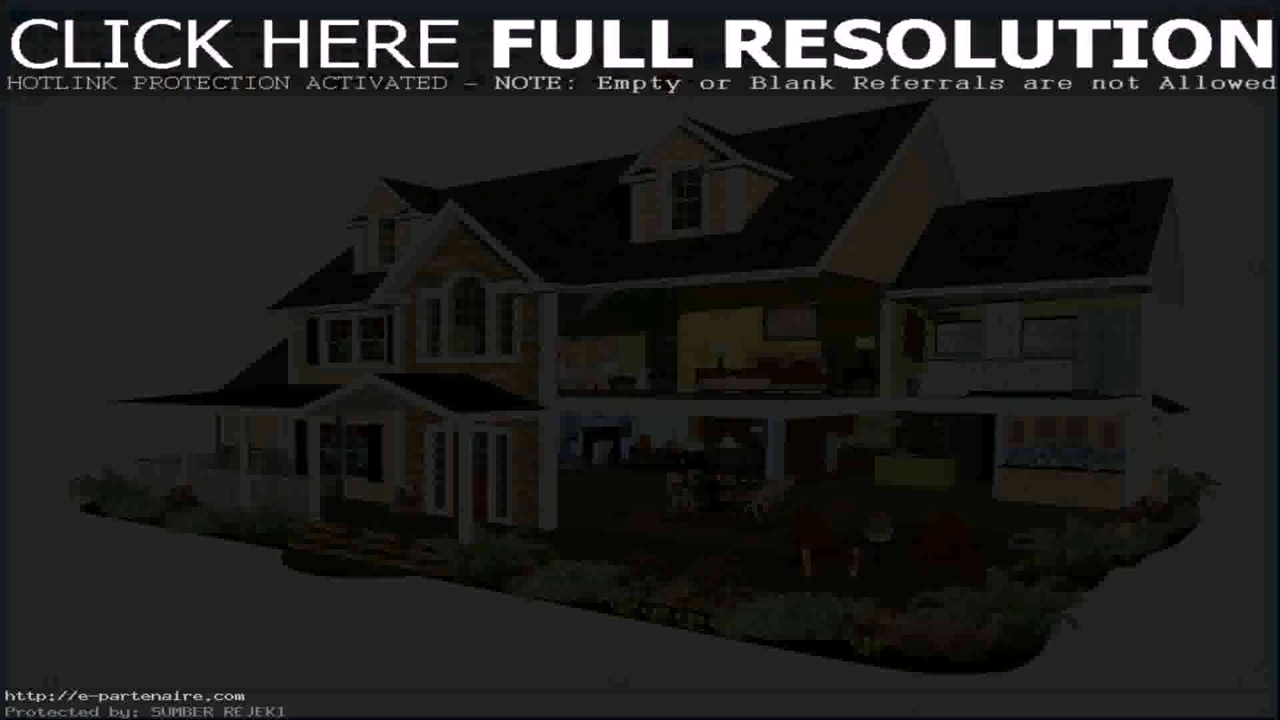 CLICK HERE FULL RESOLUTION
HOTLINK PROTECTION ACTIVATED - NOTE: Empty or Blank Referrals are not Allowed
http://e-partenaire.com
Protected by: SUMBER REJEKI